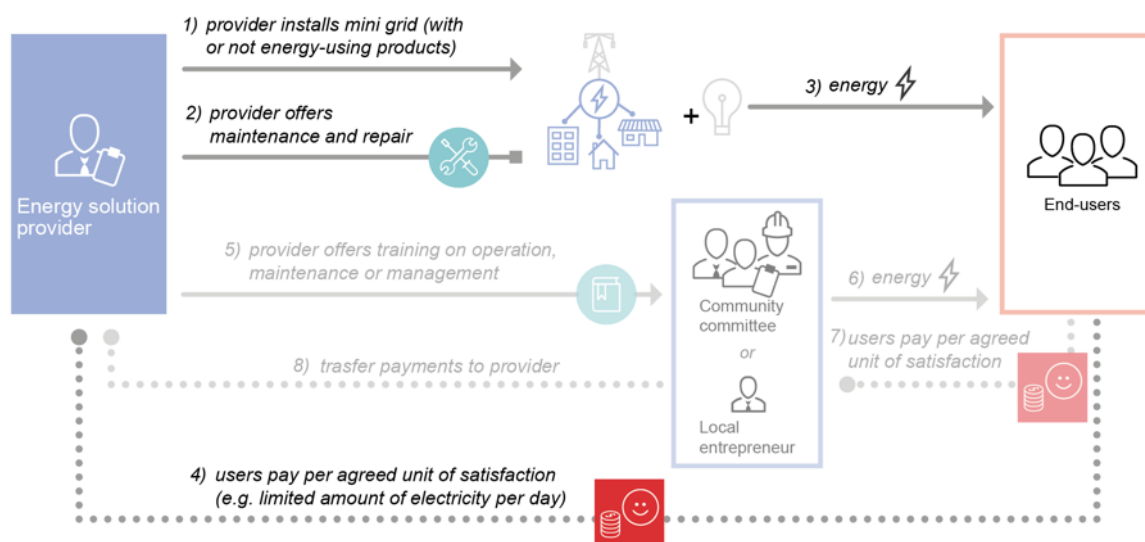 1) provider installs mini grid (with
or not energy-using products)
2) provider offers
maintenance and repair
+
3) energy
Energy solution
provider
End-users
5) provider offers training on operation,
maintenance or management
Community
committee
or
Local
entrepreneur
6) energy
7) users pay per agreed
unit of satisfaction
8) trasfer payments to provider
4) users pay per agreed unit of satisfaction
(e.g. limited amount of electricity per day)